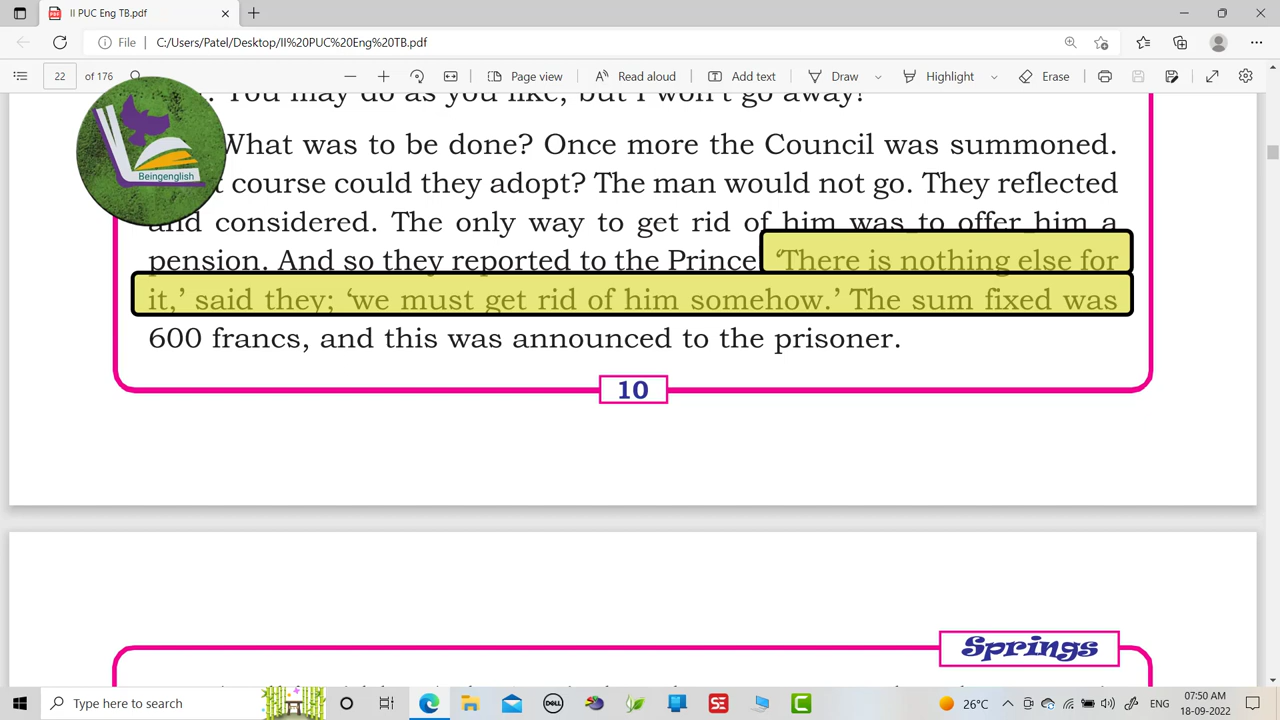 II PUC Eng TB.pdf
File C:/Users/Patel/Desktop/II%20PUC%20Eng%20TB.pdf
22 of 176 Page view Read aloud Add text Draw Highlight Erase
You may do as you like, but I won't go away!
Beingenglish
What was to be done? Once more the Council was summoned.
course could they adopt? The man would not go. They reflected
and considered. The only way to get rid of him was to offer him a
pension. And so they reported to the Prince ‘There is nothing else for
it,’ said they; ‘we must get rid of him somehow.’ The sum fixed was
600 francs, and this was announced to the prisoner.
10
Springs
Type here to search
DELL
SE
C
26°C
ENG
07:50 AM
18-09-2022